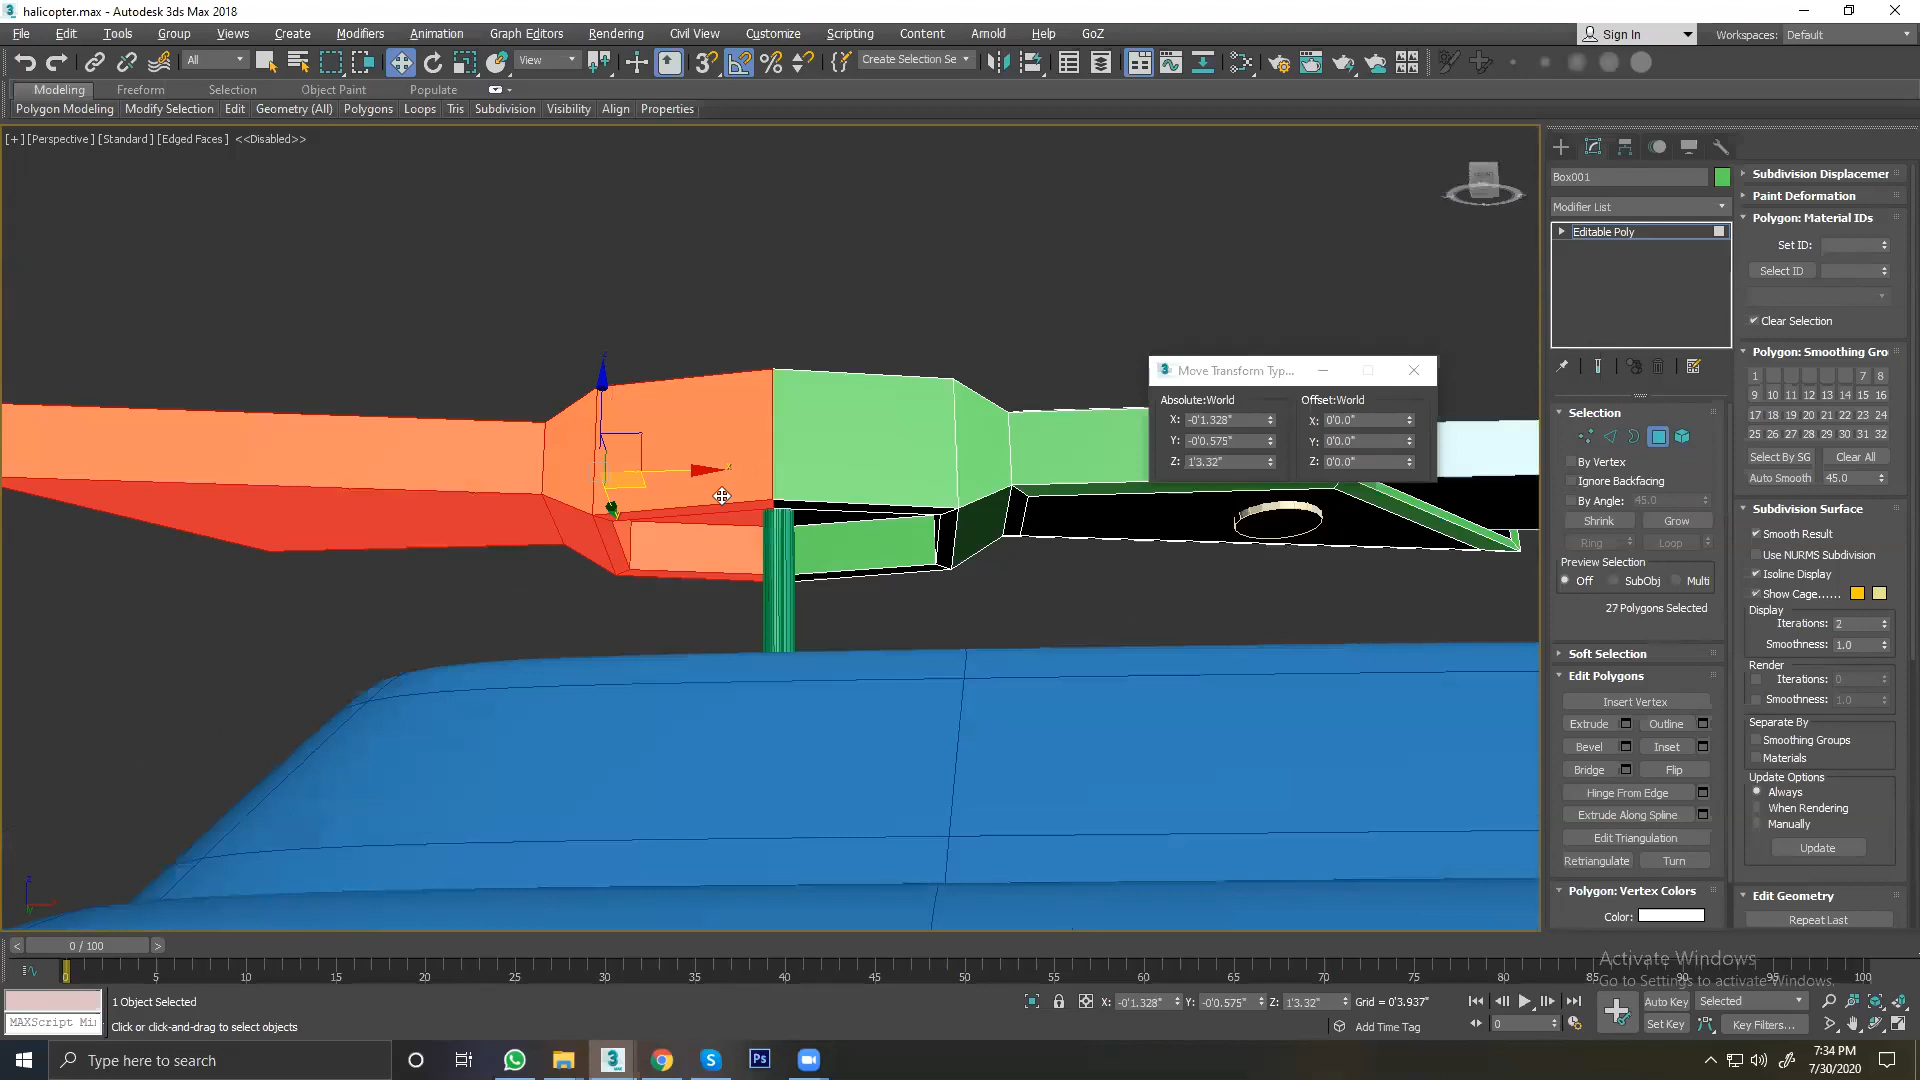 halicopter.max - Autodesk 3ds Max 2018
File Edit Tools Group Views Create Modifiers Animation Graph Editors Rendering Civil View Customize Scripting Content Arnold Help GoZ
Sign In Workspaces: Default
All View Create Selection Se
Modeling Freeform Selection Object Paint Populate
Polygon Modeling Modify Selection Edit Geometry (All) Polygons Loops Tris Subdivision Visibility Align Properties
[+] [Perspective] [Standard] [Edged Faces] <<Disabled>>
Box001
Modifier List
Editable Poly
Selection
By Vertex
Ignore Backfacing
By Angle: 45.0
Shrink Grow
Ring Loop
Preview Selection
Off SubObj Multi
27 Polygons Selected
Soft Selection
Edit Polygons
Insert Vertex
Extrude Outline
Bevel Inset
Bridge Flip
Hinge From Edge
Extrude Along Spline
Edit Triangulation
Retriangulate Turn
Polygon: Vertex Colors
Color:
Subdivision Displacemer
Paint Deformation
Polygon: Material IDs
Set ID:
Select ID
Clear Selection
Polygon: Smoothing Gro
1 7 8
9 10 11 12 13 14 15 16
17 18 19 20 21 22 23 24
25 26 27 28 29 30 31 32
Select By SG Clear All
Auto Smooth 45.0
Subdivision Surface
Smooth Result
Use NURMS Subdivision
Isoline Display
Show Cage......
Display
Iterations: 2
Smoothness: 1.0
Render
Iterations: 0
Smoothness: 1.0
Separate By
Smoothing Groups
Materials
Update Options
Always
When Rendering
Manually
Update
Edit Geometry
Repeat Last
Move Transform Typ...
Absolute:World Offset:World
X: -0'1.328" X: 0'0.0"
Y: -0'0.575" Y: 0'0.0"
Z: 1'3.32" Z: 0'0.0"
Activate Windows
Go to Settings to activate Windows.
0 / 100
0 5 10 15 20 25 30 35 40 45 50 55 60 65 70 75 80 85 90 95 100
1 Object Selected
X: -0'1.328" Y: -0'0.575" Z: 1'3.32" Grid = 0'3.937"
Auto Key Selected
MAXScript Mi
Click or click-and-drag to select objects
Add Time Tag
0
Set Key Key Filters...
Type here to search
7:34 PM
7/30/2020